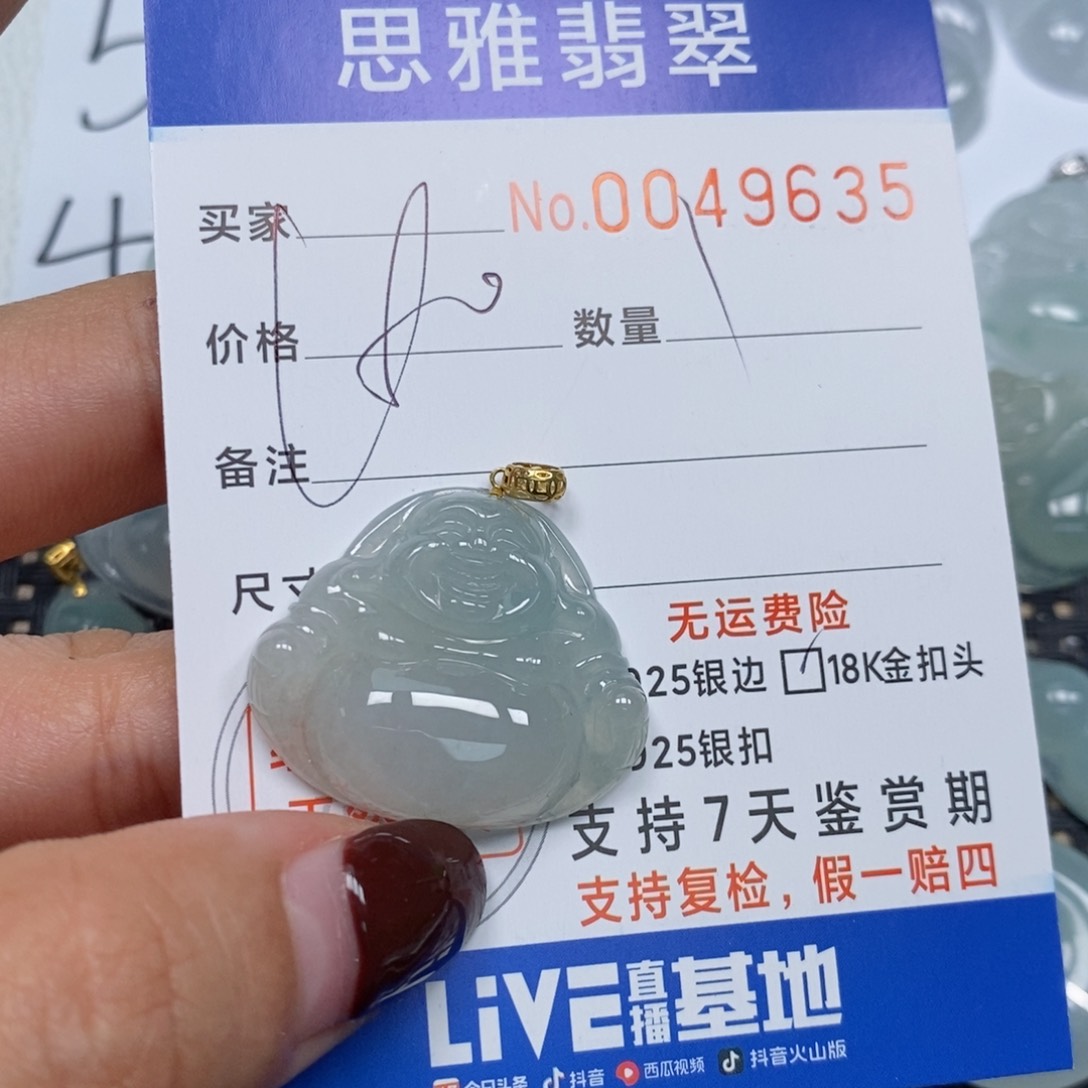 5
4
思雅翡翠
买家 No.0049635
价格 数量
备注
尺寸
无运费险
925银边 18K金扣头
925银扣
支持7天鉴赏期
支持复检，假一赔四
LiVE直播基地
今日头条 抖音 西瓜视频 抖音火山版